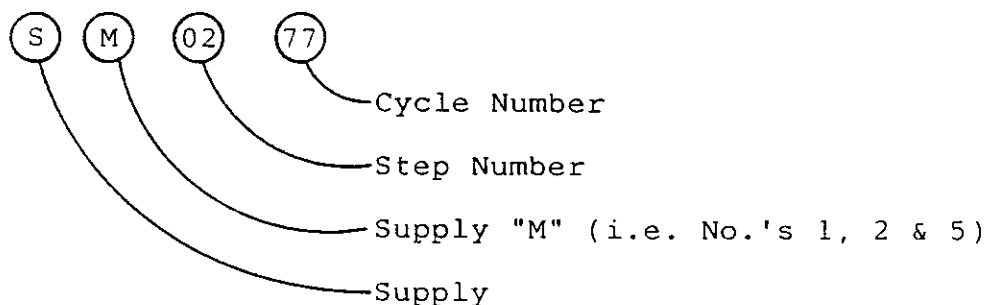 S M 02 77
Cycle Number
Step Number
Supply "M" (i.e. No.'s 1, 2 & 5)
Supply